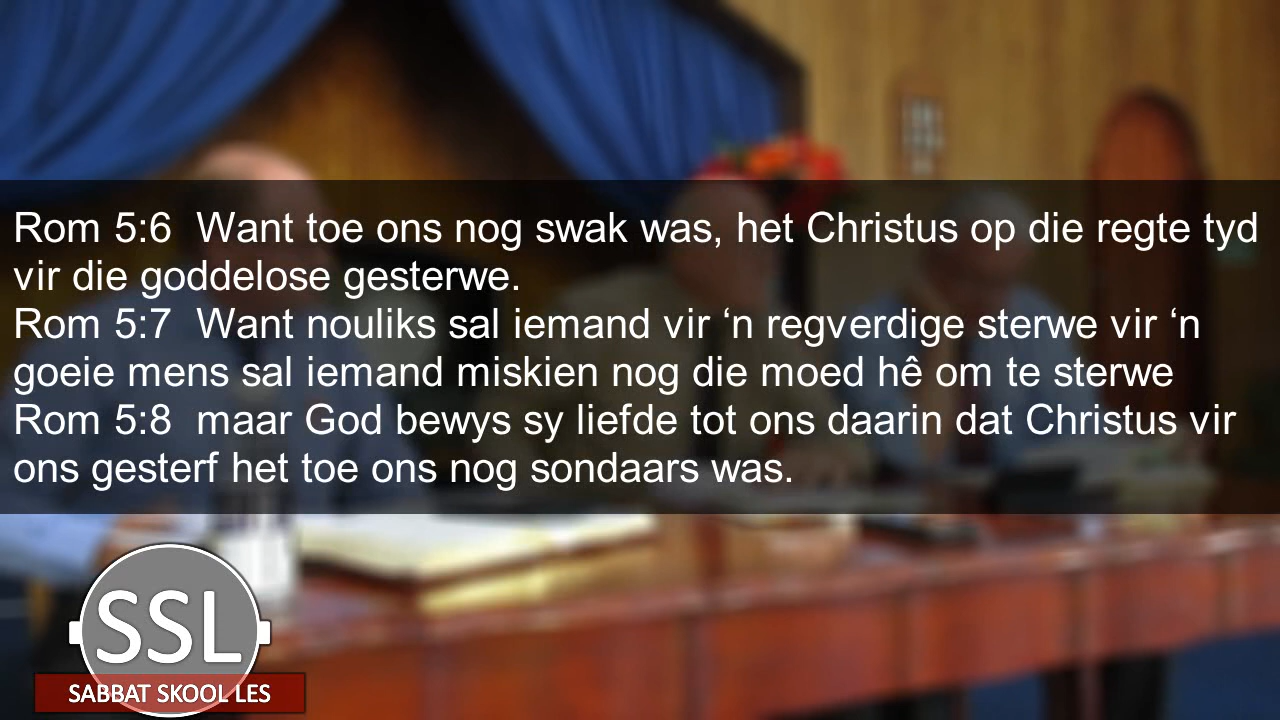 Rom 5:6  Want toe ons nog swak was, het Christus op die regte tyd
vir die goddelose gesterwe.
Rom 5:7  Want nouliks sal iemand vir ‘n regverdige sterwe vir ‘n
goeie mens sal iemand miskien nog die moed hê om te sterwe
Rom 5:8  maar God bewys sy liefde tot ons daarin dat Christus vir
ons gesterf het toe ons nog sondaars was.
SSL
SABBAT SKOOL LES